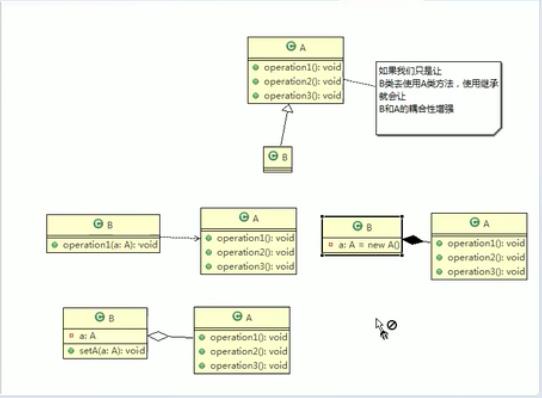 A
operation1(): void
operation2(): void
operation3(): void
如果我们只是让
B类去使用A类方法，使用继承
就会让
B和A的耦合性增强
B
B
operation1(a: A): void
A
operation1(): void
operation2(): void
operation3(): void
B
a: A = new A()
A
operation1(): void
operation2(): void
operation3(): void
B
a: A
setA(a: A): void
A
operation1(): void
operation2(): void
operation3(): void